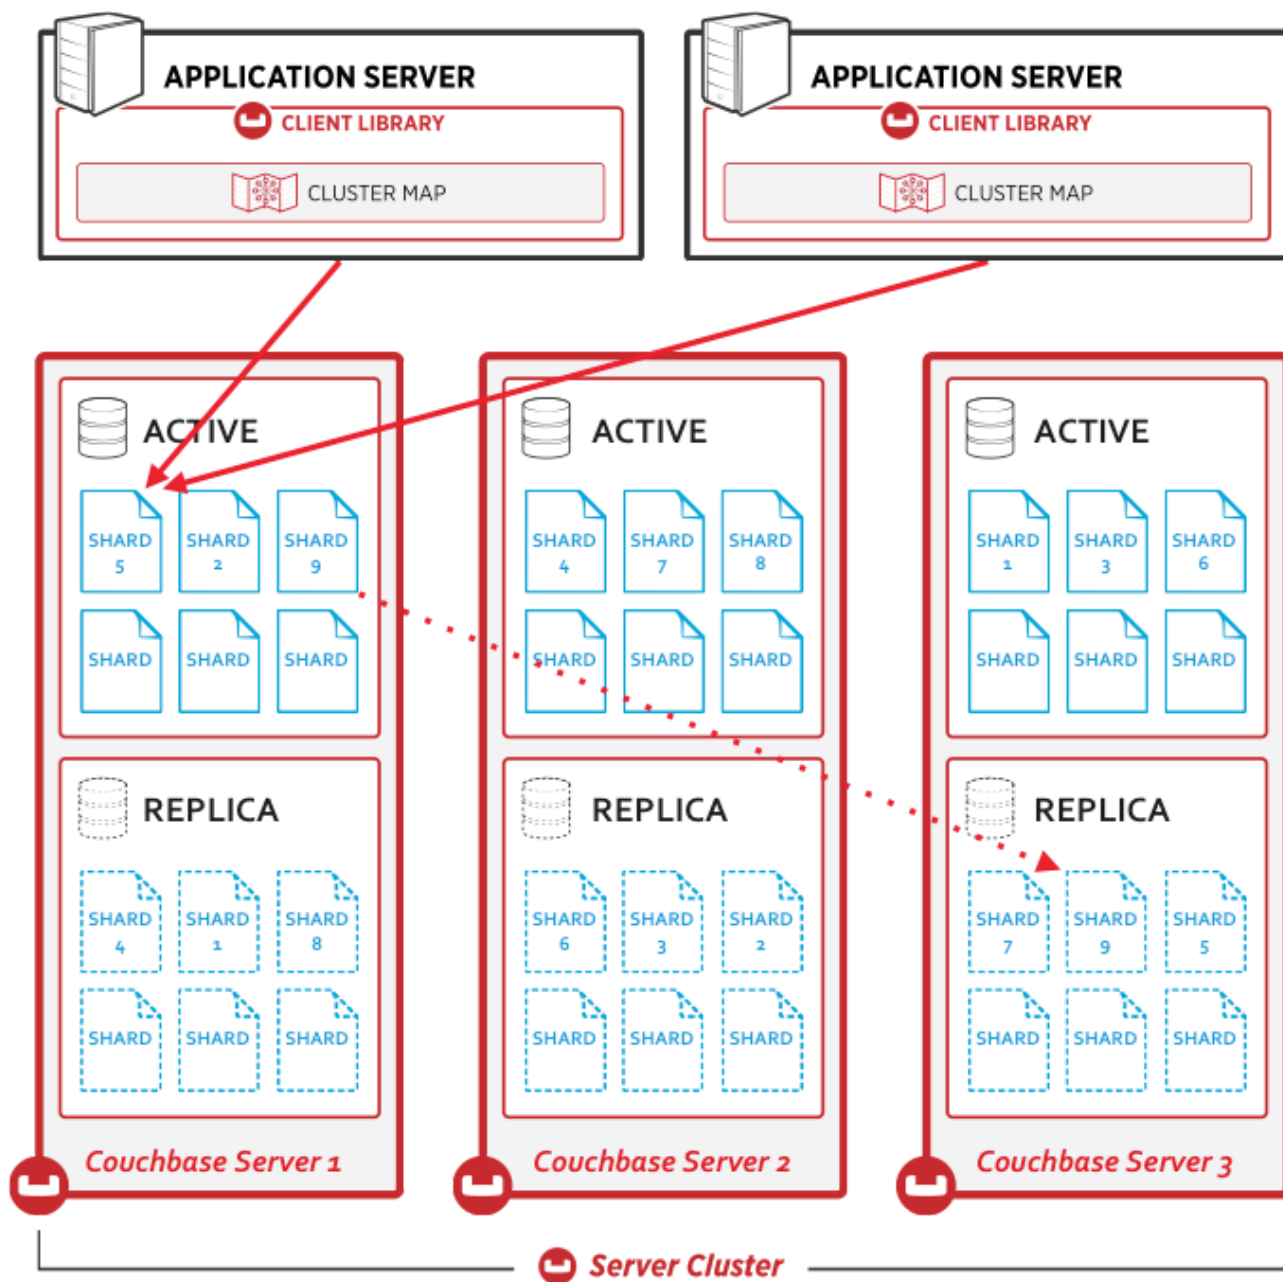 APPLICATION SERVER
CLIENT LIBRARY
CLUSTER MAP
APPLICATION SERVER
CLIENT LIBRARY
CLUSTER MAP
ACTIVE
SHARD 5
SHARD 2
SHARD 9
SHARD
SHARD
SHARD
REPLICA
SHARD 4
SHARD 1
SHARD 8
SHARD
SHARD
SHARD
Couchbase Server 1
ACTIVE
SHARD 4
SHARD 7
SHARD 8
SHARD
SHARD
SHARD
REPLICA
SHARD 6
SHARD 3
SHARD 2
SHARD
SHARD
SHARD
Couchbase Server 2
ACTIVE
SHARD 1
SHARD 3
SHARD 6
SHARD
SHARD
SHARD
REPLICA
SHARD 7
SHARD 9
SHARD 5
SHARD
SHARD
SHARD
Couchbase Server 3
Server Cluster